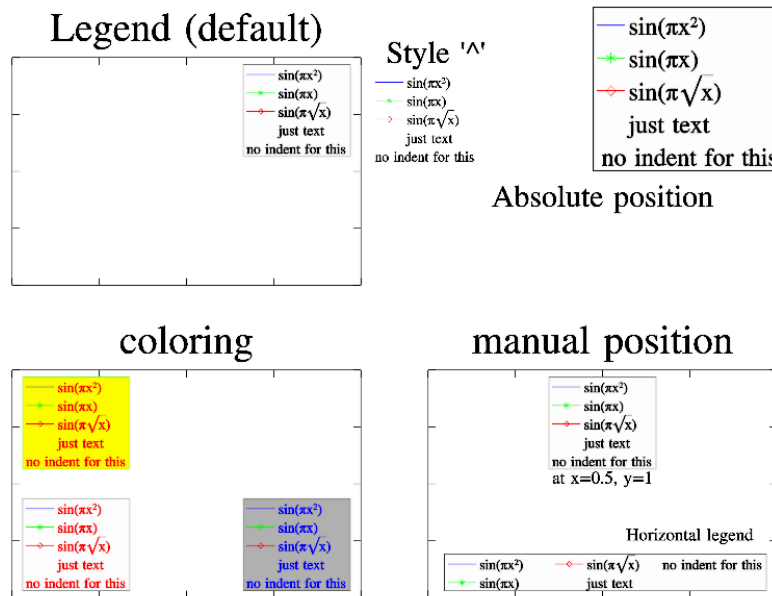 Legend (default)
sin(πx²)
sin(πx)
sin(π√x)
just text
no indent for this
Style '^'
sin(πx²)
sin(πx)
sin(π√x)
just text
no indent for this
sin(πx²)
sin(πx)
sin(π√x)
just text
no indent for this
Absolute position
coloring
sin(πx²)
sin(πx)
sin(π√x)
just text
no indent for this
sin(πx²)
sin(πx)
sin(π√x)
just text
no indent for this
sin(πx²)
sin(πx)
sin(π√x)
just text
no indent for this
manual position
sin(πx²)
sin(πx)
sin(π√x)
just text
no indent for this
at x=0.5, y=1
Horizontal legend
sin(πx²) sin(π√x) no indent for this
sin(πx) just text